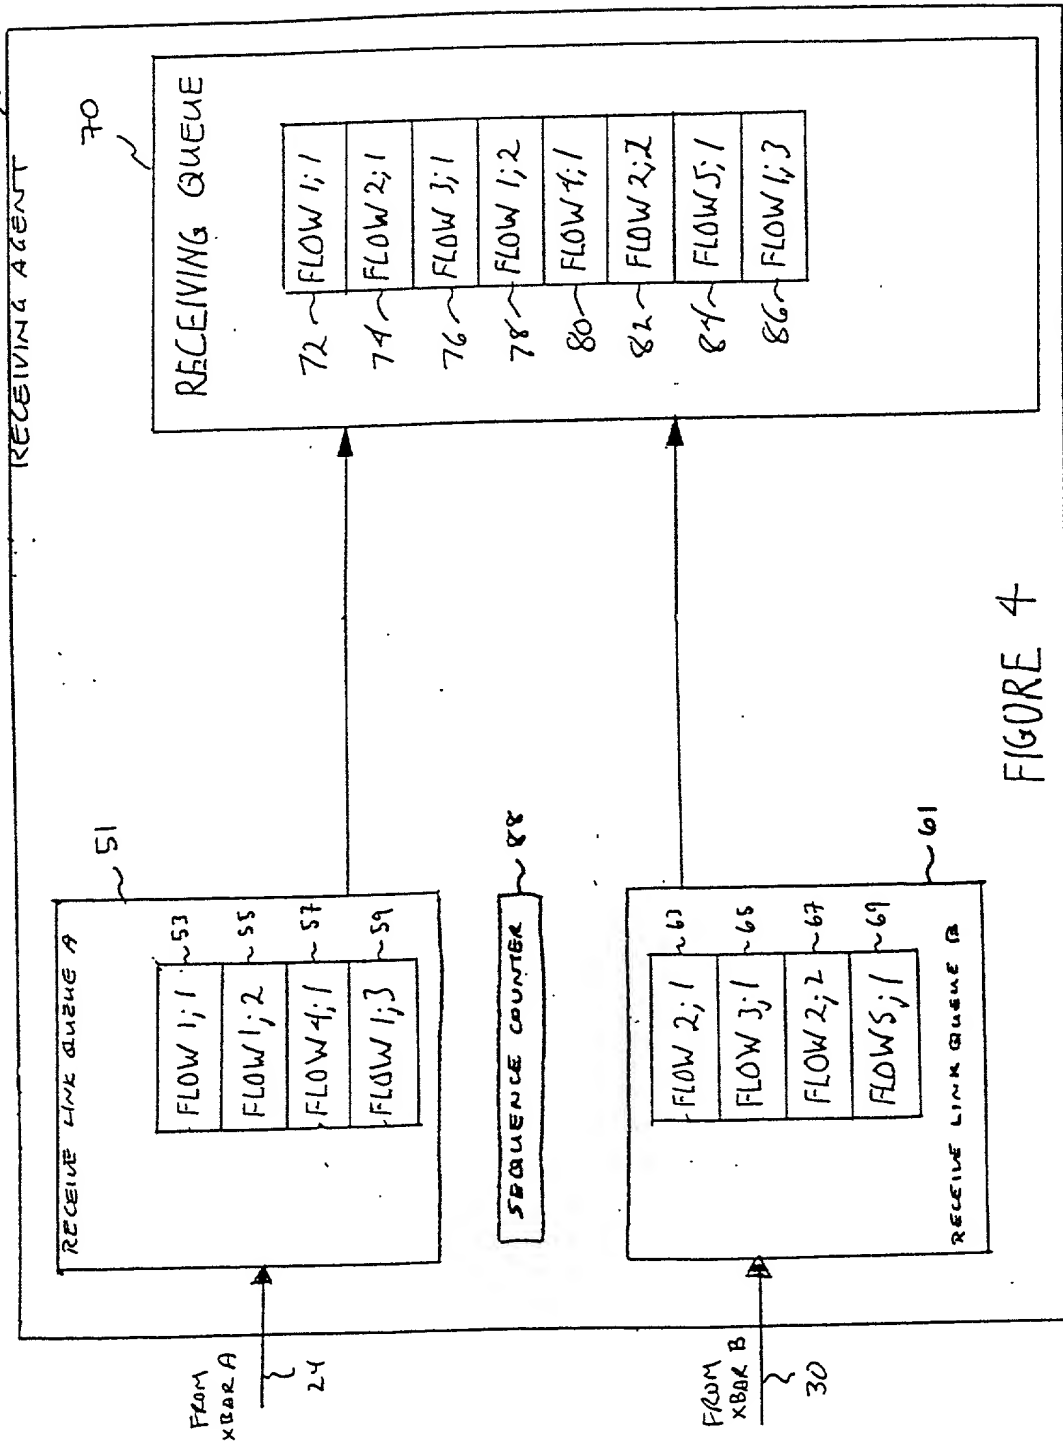 RECEIVING AGENT
FROM
XBAR A
24
RECEIVE LINK QUEUE A
51
FLOW 1; 1 53
FLOW 1; 2 55
FLOW 4; 1 57
FLOW 1; 3 59
SEQUENCE COUNTER
88
FROM
XBAR B
30
61
FLOW 2; 1 63
FLOW 3; 1 65
FLOW 2; 2 67
FLOW 5; 1 69
RECEIVE LINK QUEUE B
70
RECEIVING QUEUE
72 FLOW 1; 1
74 FLOW 2; 1
76 FLOW 3; 1
78 FLOW 1; 2
80 FLOW 4; 1
82 FLOW 2; 2
84 FLOW 5; 1
86 FLOW 1; 3
FIGURE 4